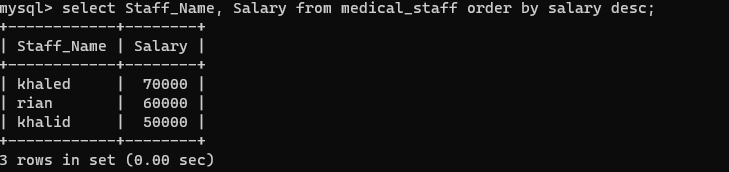 mysql> select Staff_Name, Salary from medical_staff order by salary desc;
+------------+--------+
| Staff_Name | Salary |
+------------+--------+
| khaled     |  70000 |
| rian       |  60000 |
| khalid     |  50000 |
+------------+--------+
3 rows in set (0.00 sec)